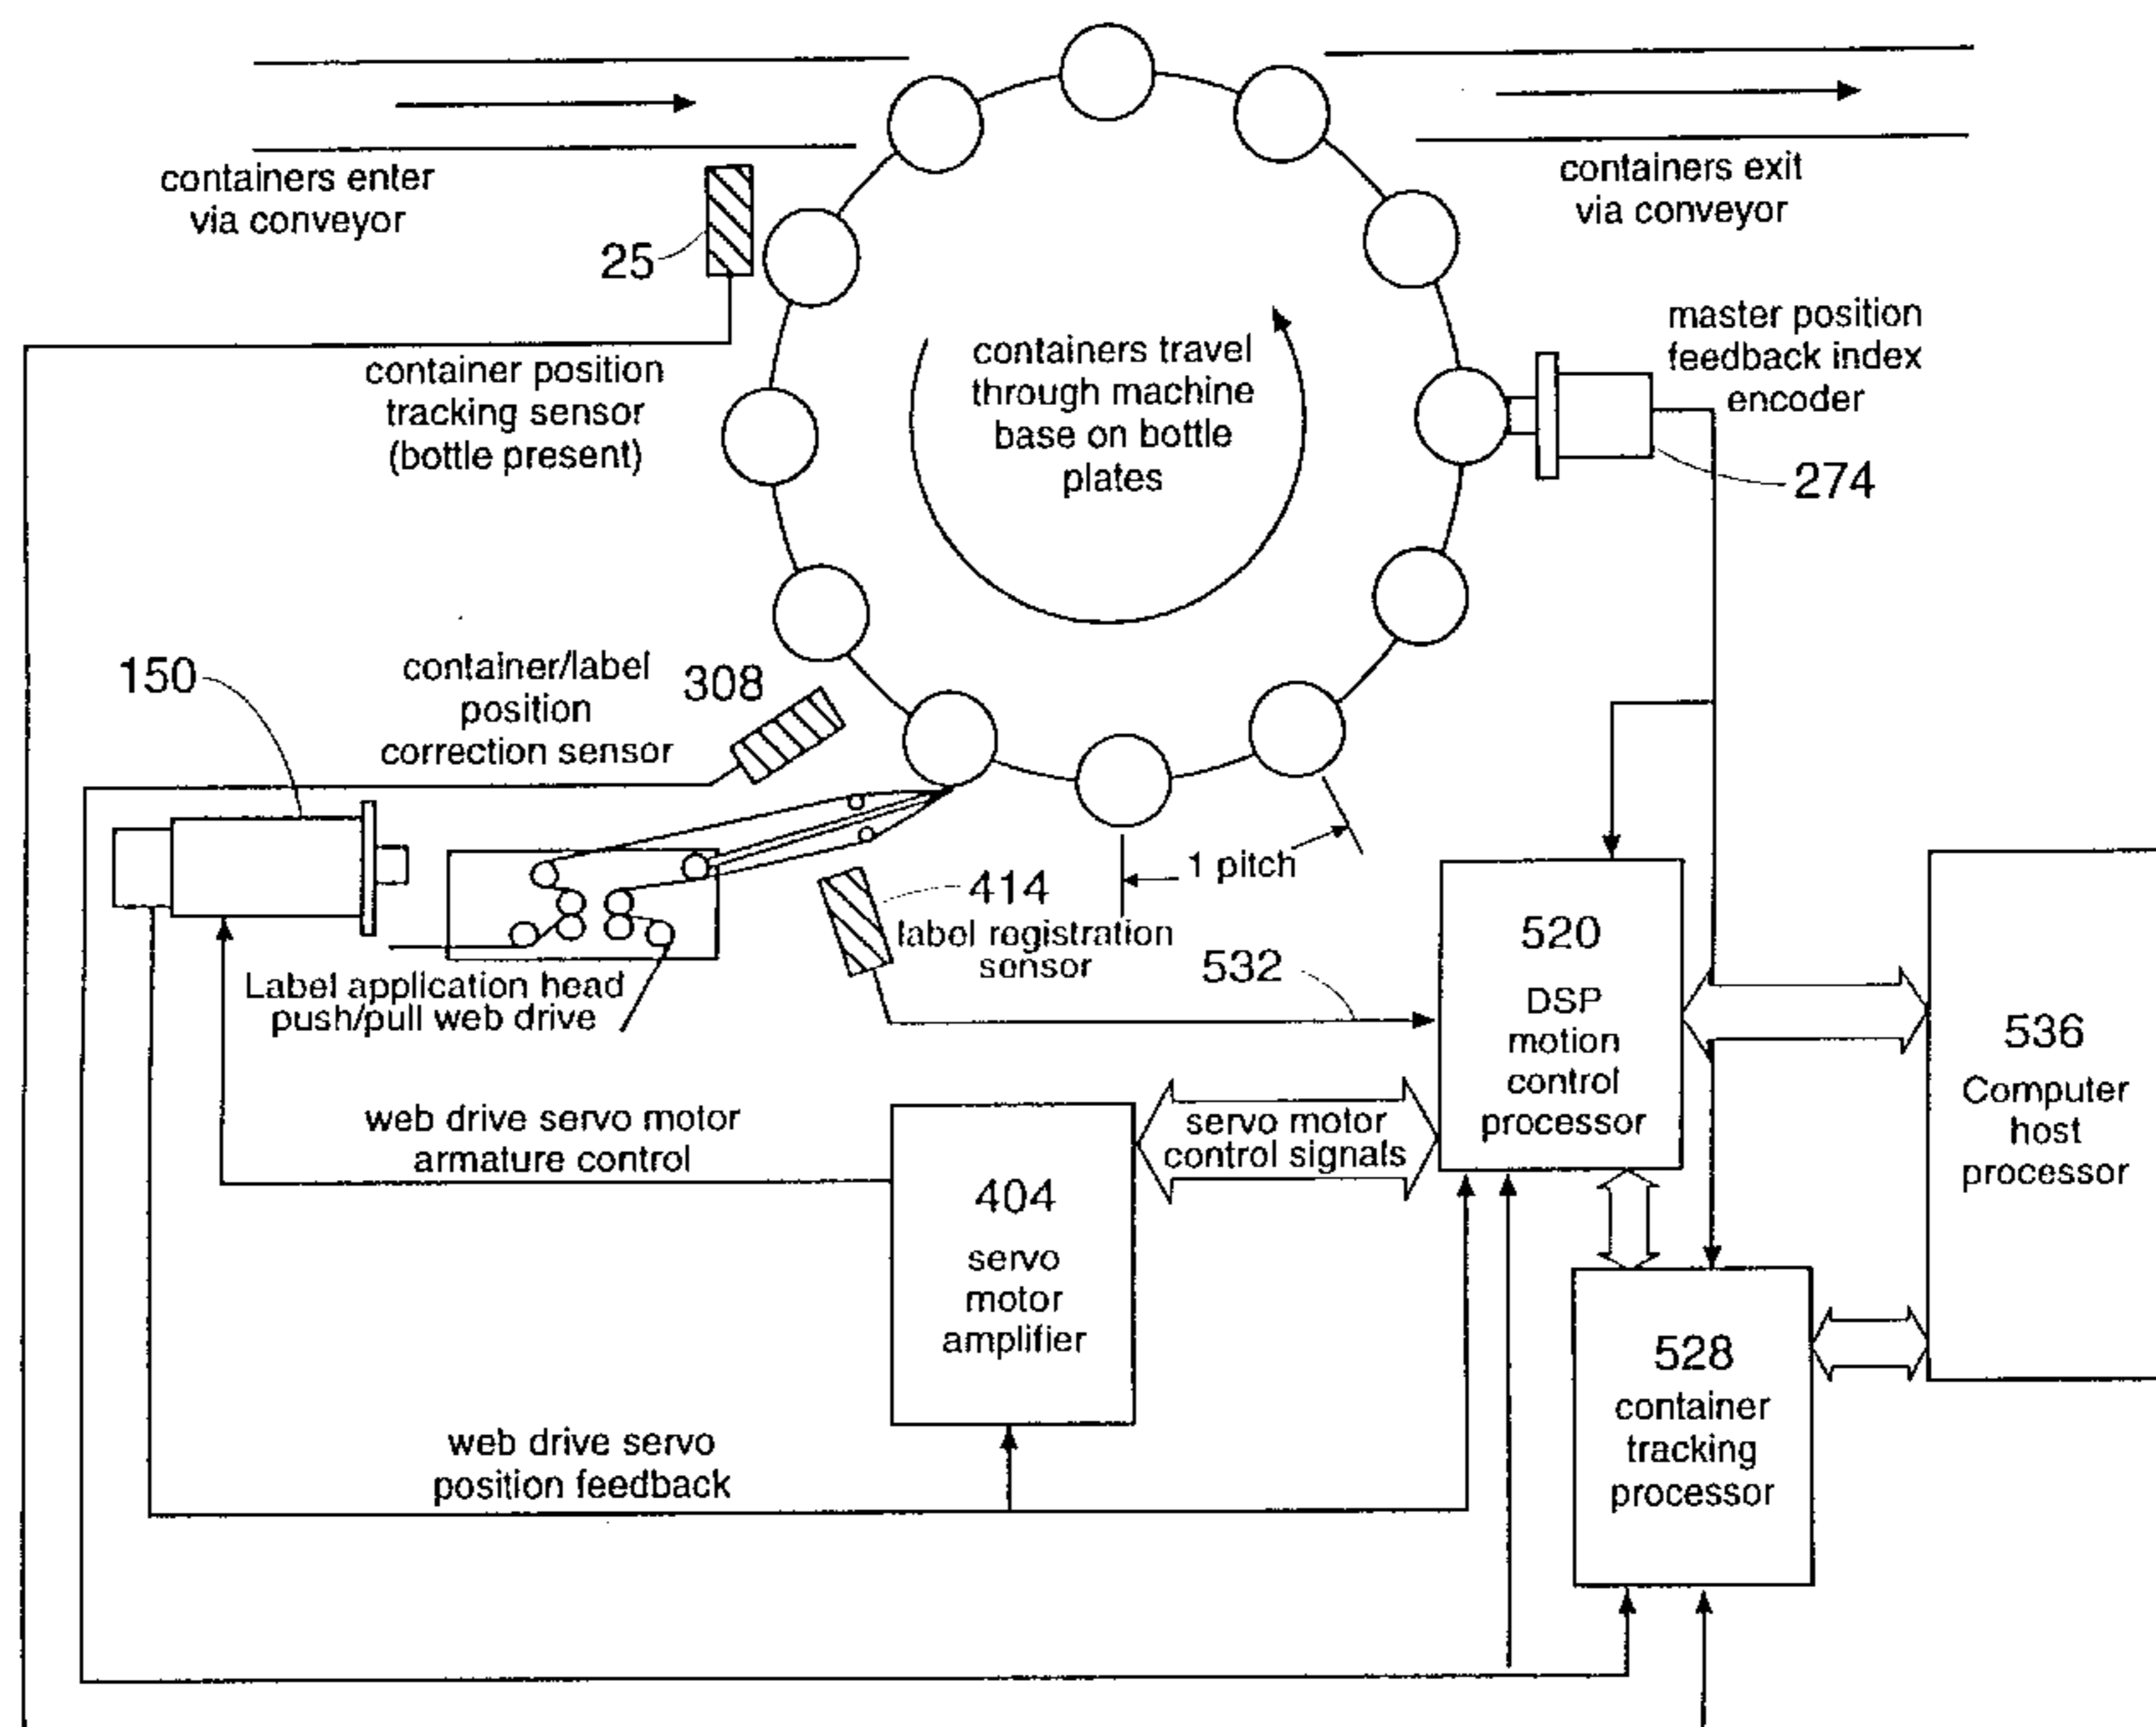 containers enter
via conveyor
25
containers exit
via conveyor
master position
feedback index
encoder
274
containers travel
through machine
base on bottle
plates
container position
tracking sensor
(bottle present)
150
container/label
position
correction sensor
308
1 pitch
414
label registration
sensor
532
Label application head
push/pull web drive
520
DSP
motion
control
processor
536
Computer
host
processor
web drive servo motor
armature control
servo motor
control signals
404
servo
motor
amplifier
528
container
tracking
processor
web drive servo
position feedback